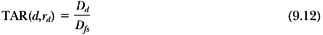 TAR(d,r_d) = D_d / D_fs (9.12)